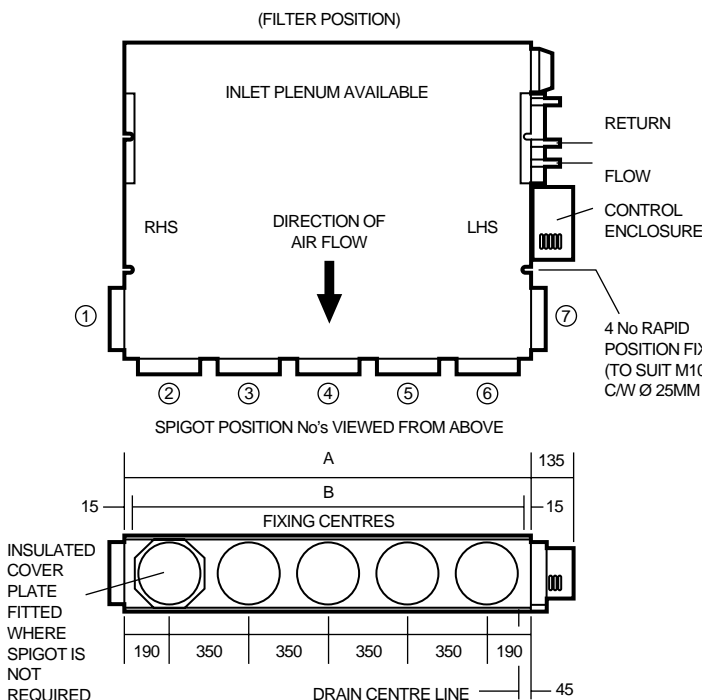 (FILTER POSITION)
INLET PLENUM AVAILABLE
RETURN
FLOW
CONTROL
ENCLOSURE
RHS
DIRECTION OF
AIR FLOW
LHS
1
7
4 No RAPID
POSITION
(TO SUIT
C/W Ø 25MM
2 3 4 5 6
SPIGOT POSITION No's VIEWED FROM ABOVE
A 135
15 B 15
FIXING CENTRES
INSULATED
COVER
PLATE
FITTED
WHERE
SPIGOT IS
NOT
REQUIRED
190 350 350 350 350 190
DRAIN CENTRE LINE 45